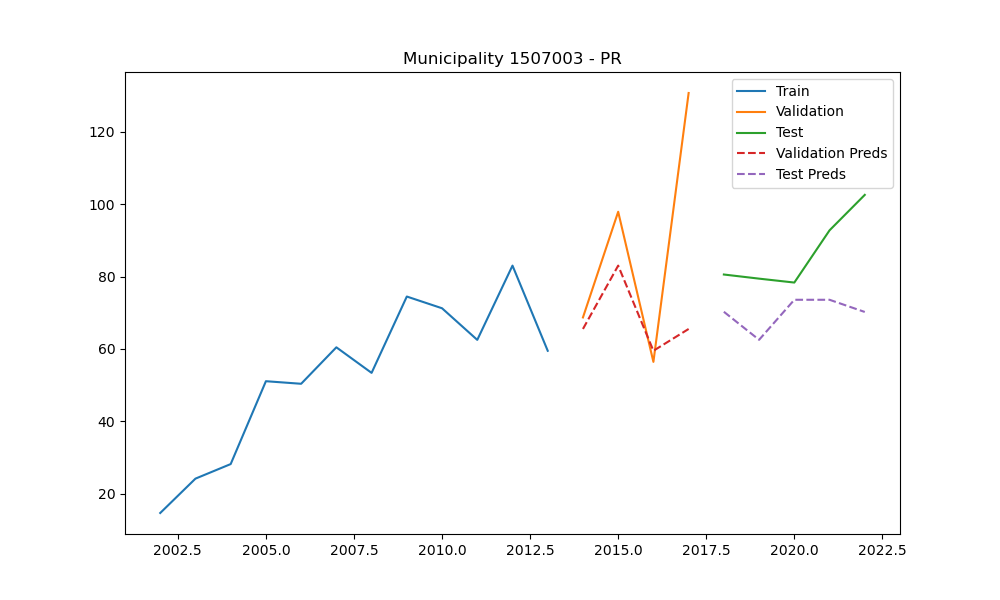 Municipality 1507003 - PR
Train
Validation
Test
Validation Preds
Test Preds
120
100
80
60
40
20
2002.5 2005.0 2007.5 2010.0 2012.5 2015.0 2017.5 2020.0 2022.5